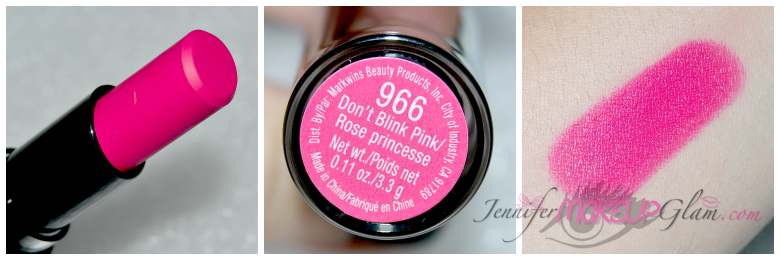 Dist. By/Par: Markwins Beauty Products, Inc. City of Industry, CA 91789
966
Don't Blink Pink/
Rose princesse
Net wt./Poids net
0.11 oz./3.3 g
Made in China/Fabriqué en Chine
JenniferMAKEUPGlam.com